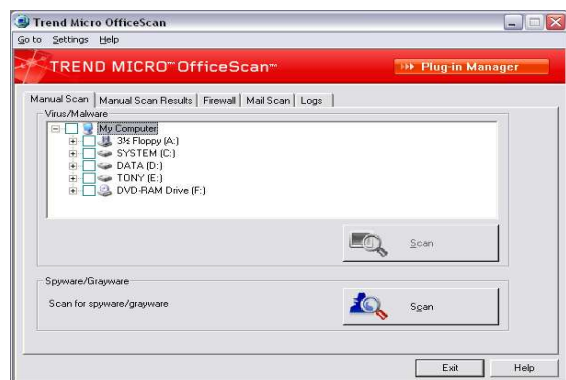 Trend Micro OfficeScan
Go to Settings Help
TREND MICRO™ OfficeScan™
Plug-in Manager
Manual Scan Manual Scan Results Firewall Mail Scan Logs
Virus/Malware
My Computer
3½ Floppy (A:)
SYSTEM (C:)
DATA (D:)
TONY (E:)
DVD-RAM Drive (F:)
Scan
Spyware/Grayware
Scan for spyware/grayware
Scan
Exit Help